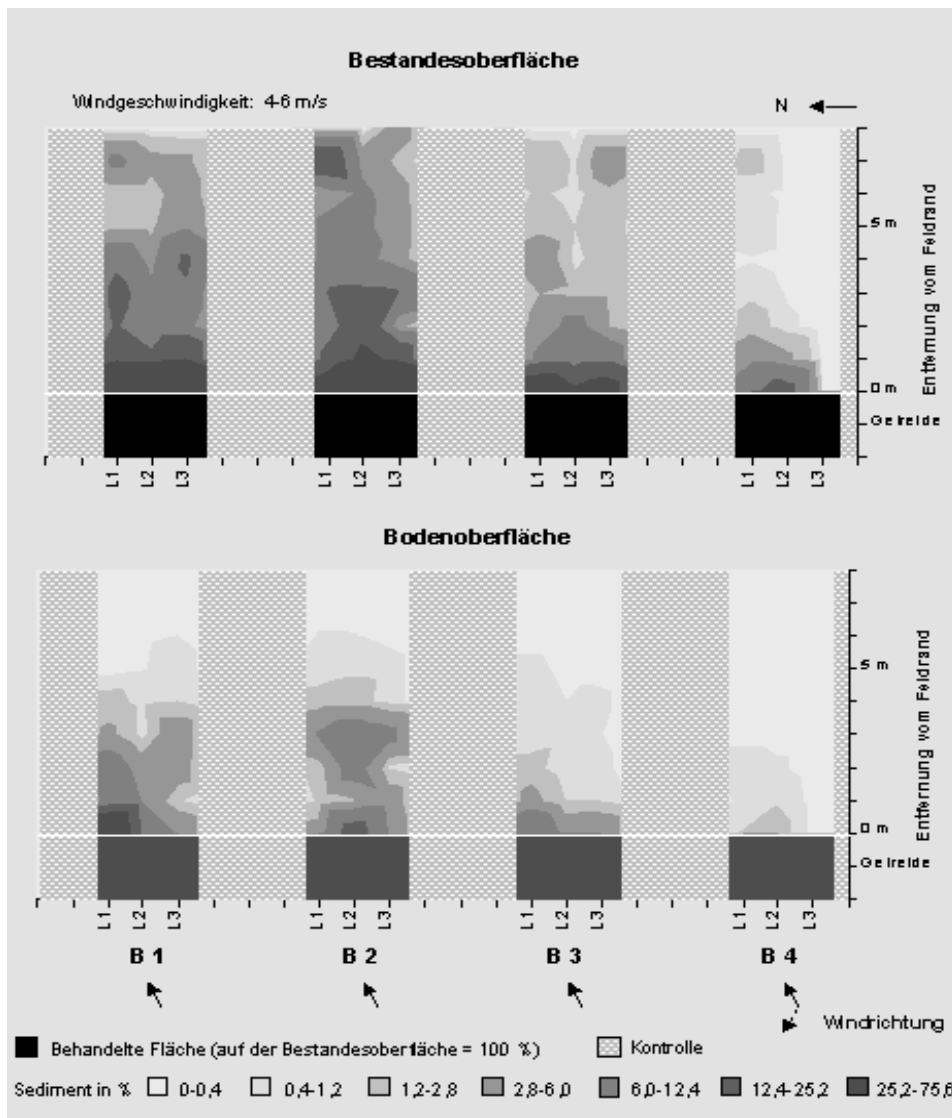 Bestandesoberfläche
Windgeschwindigkeit: 4-6 m/s
N
5 m
0 m
Getreide
Entfernung vom Feldrand
L1 L2 L3 L1 L2 L3 L1 L2 L3 L1 L2 L3
Bodenoberfläche
5 m
0 m
Getreide
Entfernung vom Feldrand
L1 L2 L3 L1 L2 L3 L1 L2 L3 L1 L2 L3
B 1 B 2 B 3 B 4
Windrichtung
Behandelte Fläche (auf der Bestandesoberfläche = 100 %) Kontrolle
Sediment in % 0-0,4 0,4-1,2 1,2-2,8 2,8-6,0 6,0-12,4 12,4-25,2 25,2-75,6